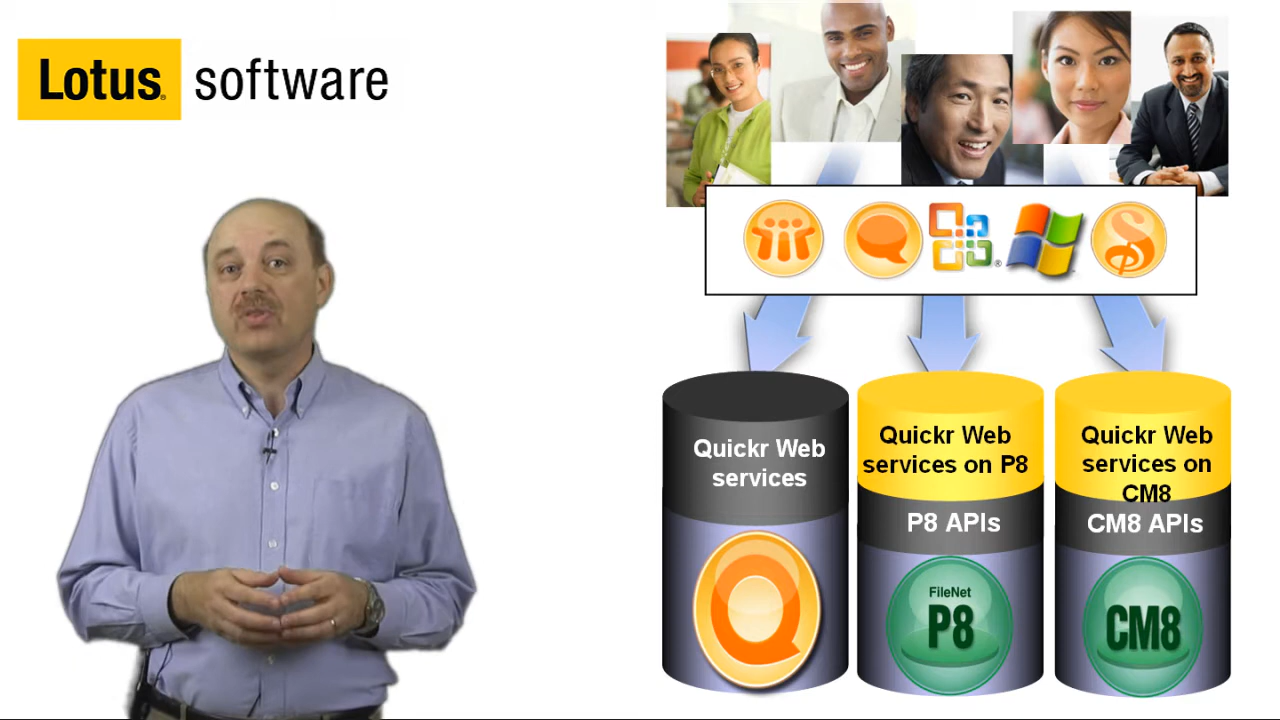 Lotus. software
Quickr Web
services
Quickr Web
services on P8
P8 APIs
FileNet
P8
Quickr Web
services on
CM8
CM8 APIs
CM8